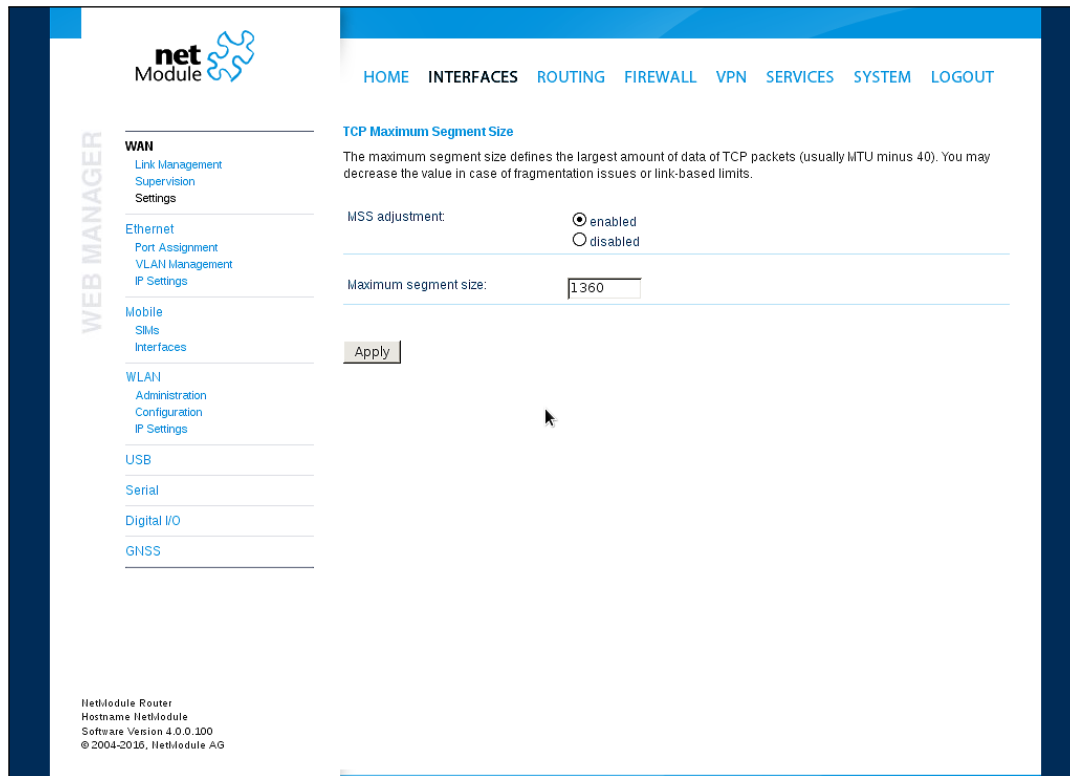 net
Module
HOME INTERFACES ROUTING FIREWALL VPN SERVICES SYSTEM LOGOUT
WEB MANAGER
WAN
Link Management
Supervision
Settings
Ethernet
Port Assignment
VLAN Management
IP Settings
Mobile
SIMs
Interfaces
WLAN
Administration
Configuration
IP Settings
USB
Serial
Digital I/O
GNSS
TCP Maximum Segment Size
The maximum segment size defines the largest amount of data of TCP packets (usually MTU minus 40). You may
decrease the value in case of fragmentation issues or link-based limits.
MSS adjustment:
enabled
disabled
Maximum segment size: 1360
Apply
NetModule Router
Hostname NetModule
Software Version 4.0.0.100
© 2004-2016, NetModule AG